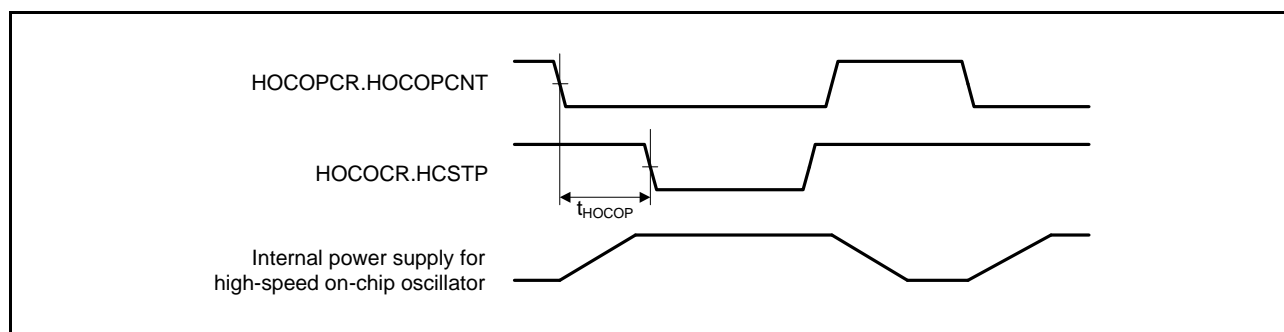 HOCOPCR.HOCOPCNT
HOCOCR.HCSTP
tHOCOP
Internal power supply for
high-speed on-chip oscillator